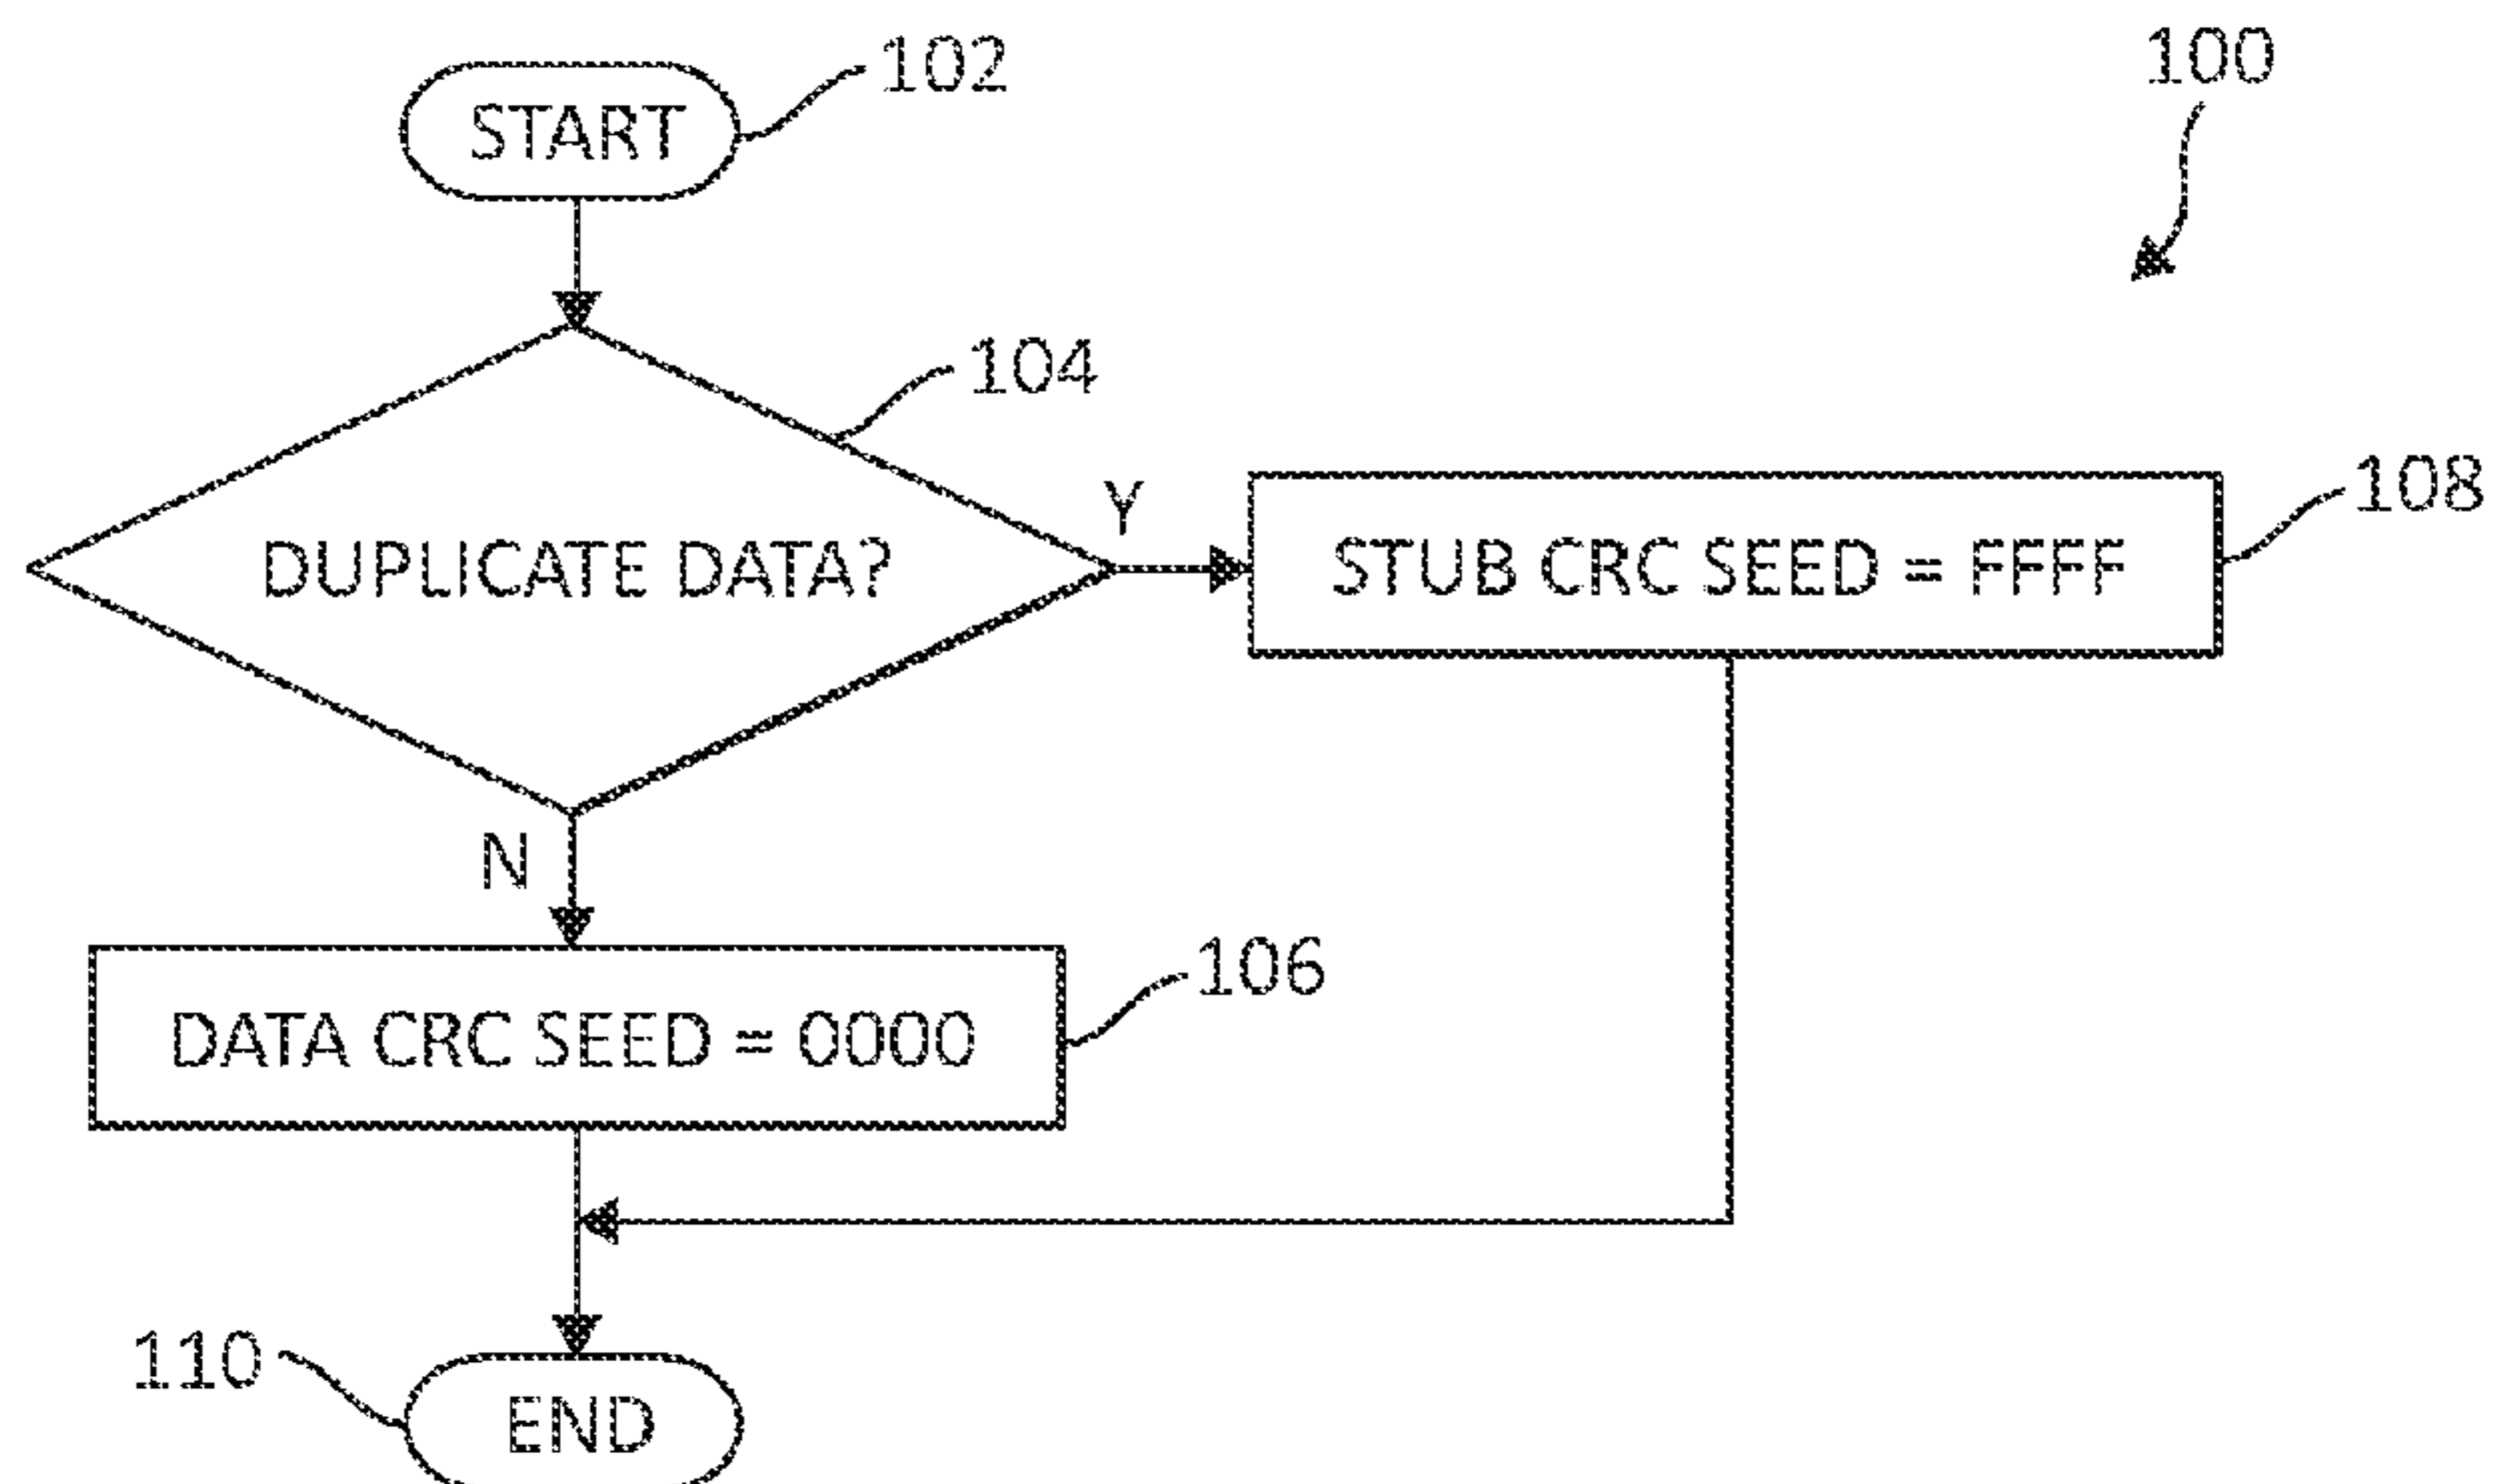 102
100
START
104
Y
108
DUPLICATE DATA?
STUB CRC SEED = FFFF
N
106
DATA CRC SEED = 0000
110
END